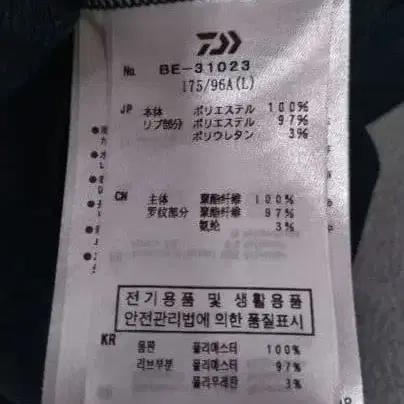 No. BE-31023
175/96A(L)
JP 本体 ポリエステル 100%
リブ部分 ポリエステル 97%
ポリウレタン 3%
CN 主体 聚酯纤维 100%
罗纹部分 聚酯纤维 97%
氨纶 3%
전기용품 및 생활용품
안전관리법에 의한 품질표시
KR 몸판 폴리에스터 100%
리브부분 폴리에스터 97%
폴리우레탄 3%